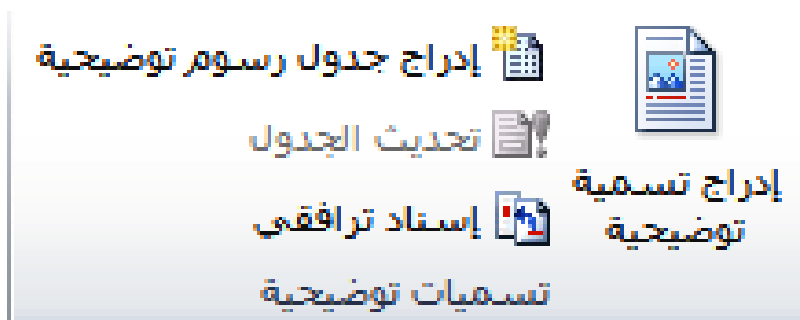 إدراج تسمية
توضيحية
إدراج جدول رسوم توضيحية
تحديث الجدول
إسناد ترافقي
تسميات توضيحية